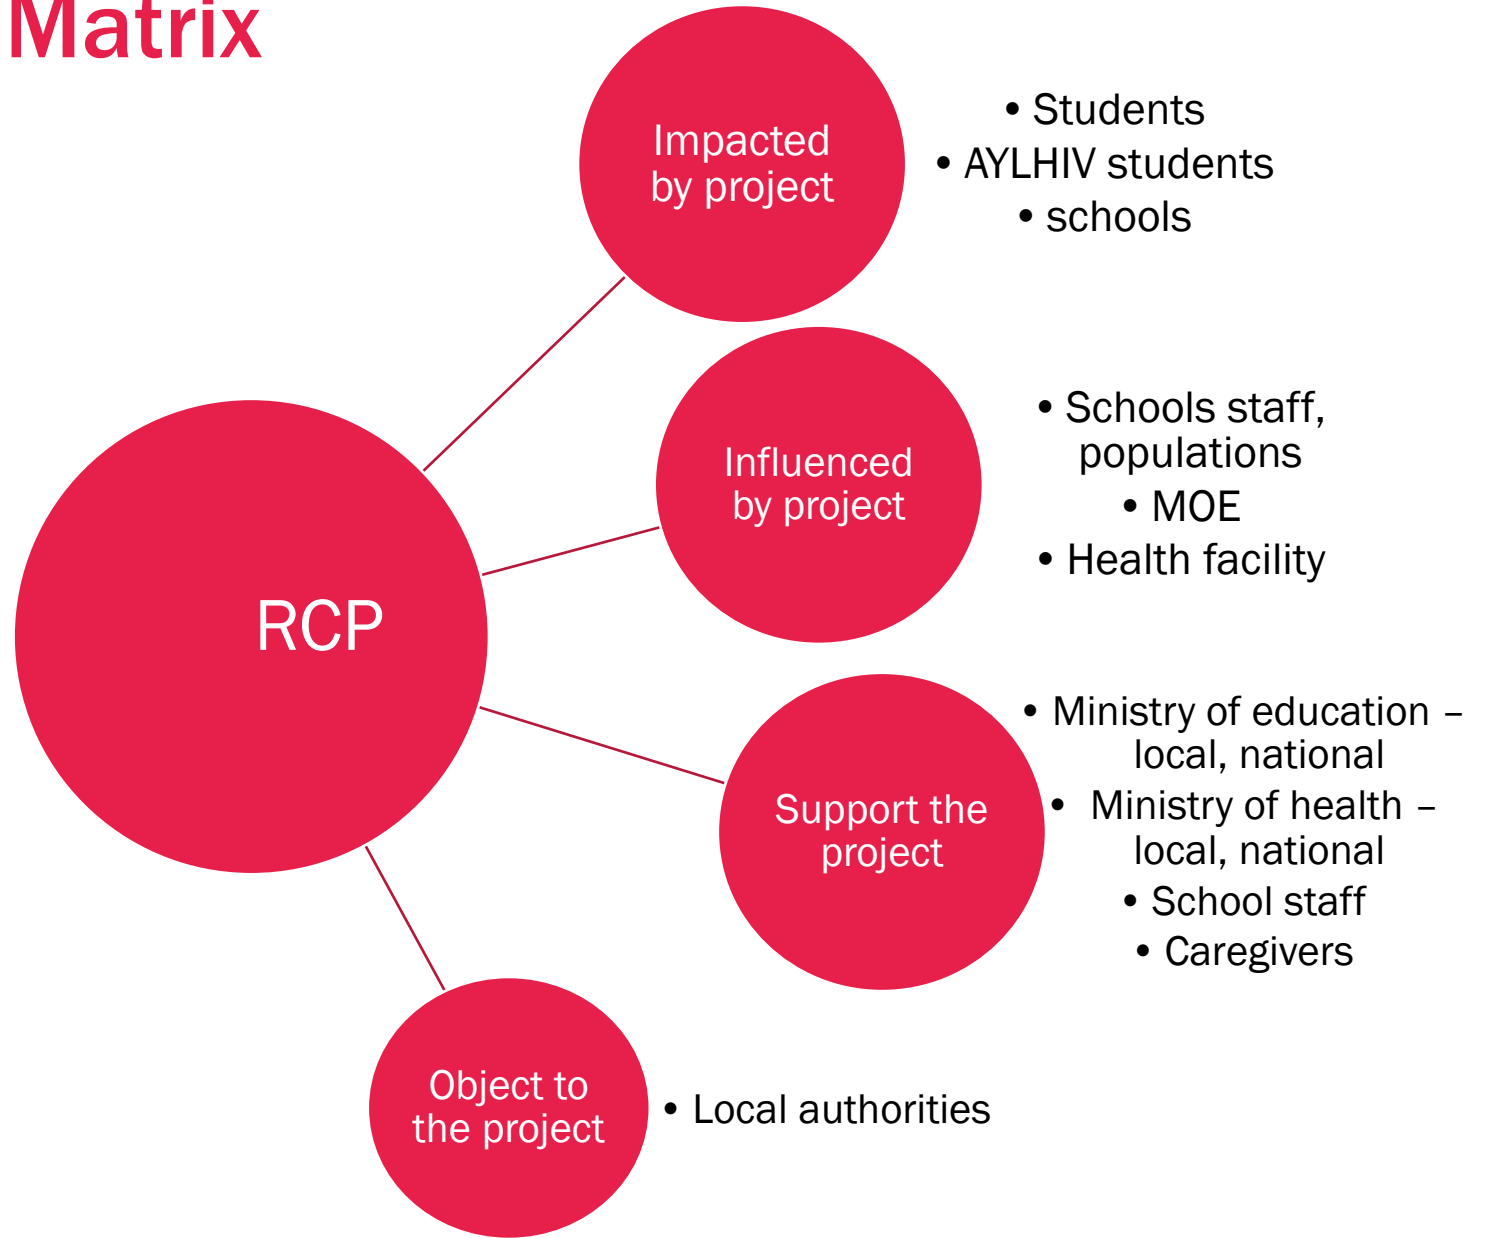 Matrix
Impacted
by project
• Students
• AYLHIV students
• schools
Influenced
by project
• Schools staff,
populations
• MOE
• Health facility
RCP
Support the
project
• Ministry of education –
local, national
• Ministry of health –
local, national
• School staff
• Caregivers
Object to
the project
• Local authorities